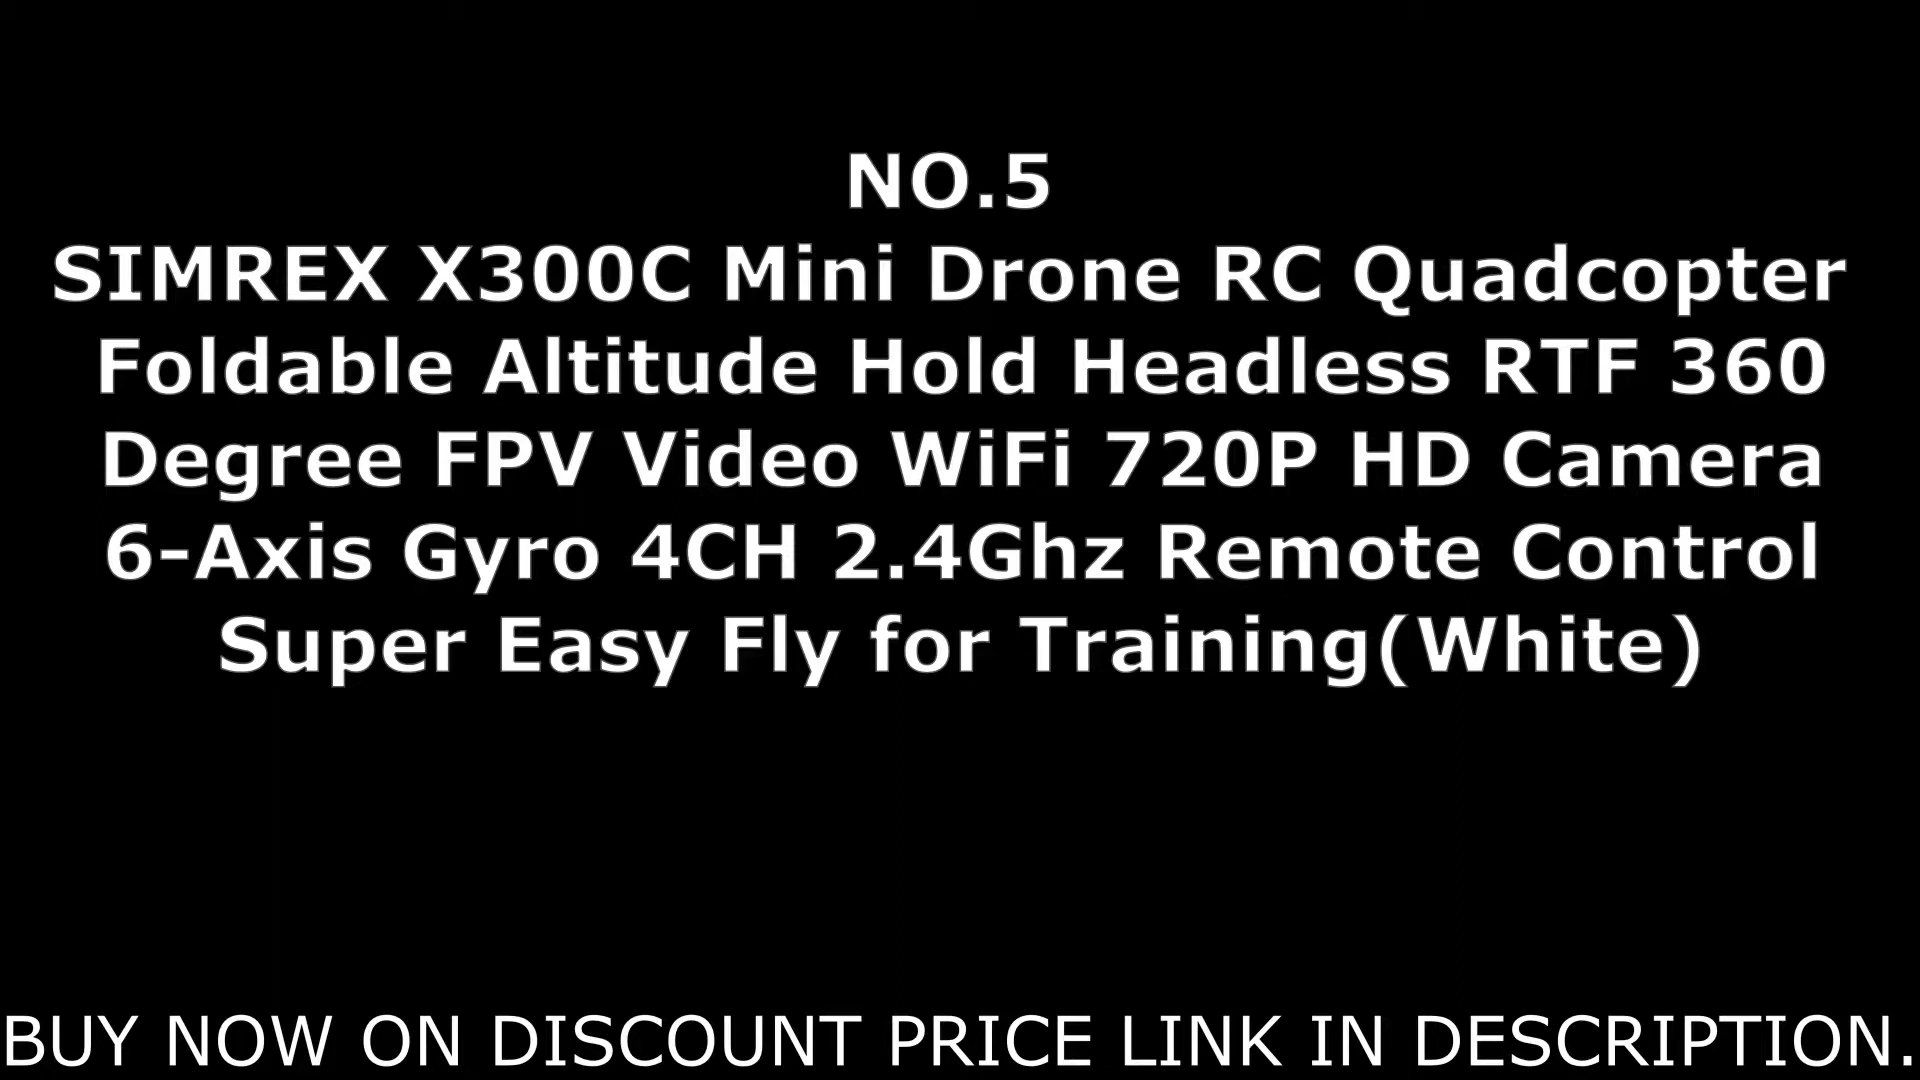 NO.5
SIMREX X300C Mini Drone RC Quadcopter
Foldable Altitude Hold Headless RTF 360
Degree FPV Video WiFi 720P HD Camera
6-Axis Gyro 4CH 2.4Ghz Remote Control
Super Easy Fly for Training(White)
BUY NOW ON DISCOUNT PRICE LINK IN DESCRIPTION.